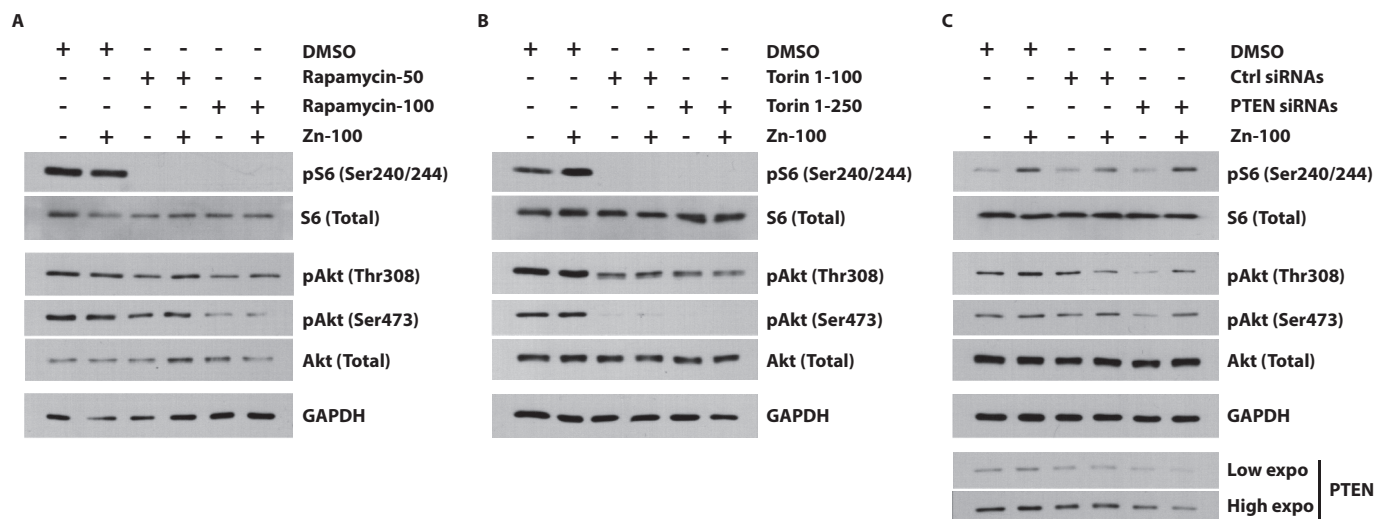 A
+ + - - - - DMSO
- - + + - - Rapamycin-50
- - - - + + Rapamycin-100
- + - + - + Zn-100
pS6 (Ser240/244)
S6 (Total)
pAkt (Thr308)
pAkt (Ser473)
Akt (Total)
GAPDH
B
+ + - - - - DMSO
- - + + - - Torin 1-100
- - - - + + Torin 1-250
- + - + - + Zn-100
pS6 (Ser240/244)
S6 (Total)
pAkt (Thr308)
pAkt (Ser473)
Akt (Total)
GAPDH
C
+ + - - - - DMSO
- - + + - - Ctrl siRNAs
- - - - + + PTEN siRNAs
- + - + - + Zn-100
pS6 (Ser240/244)
S6 (Total)
pAkt (Thr308)
pAkt (Ser473)
Akt (Total)
GAPDH
Low expo
High expo
PTEN